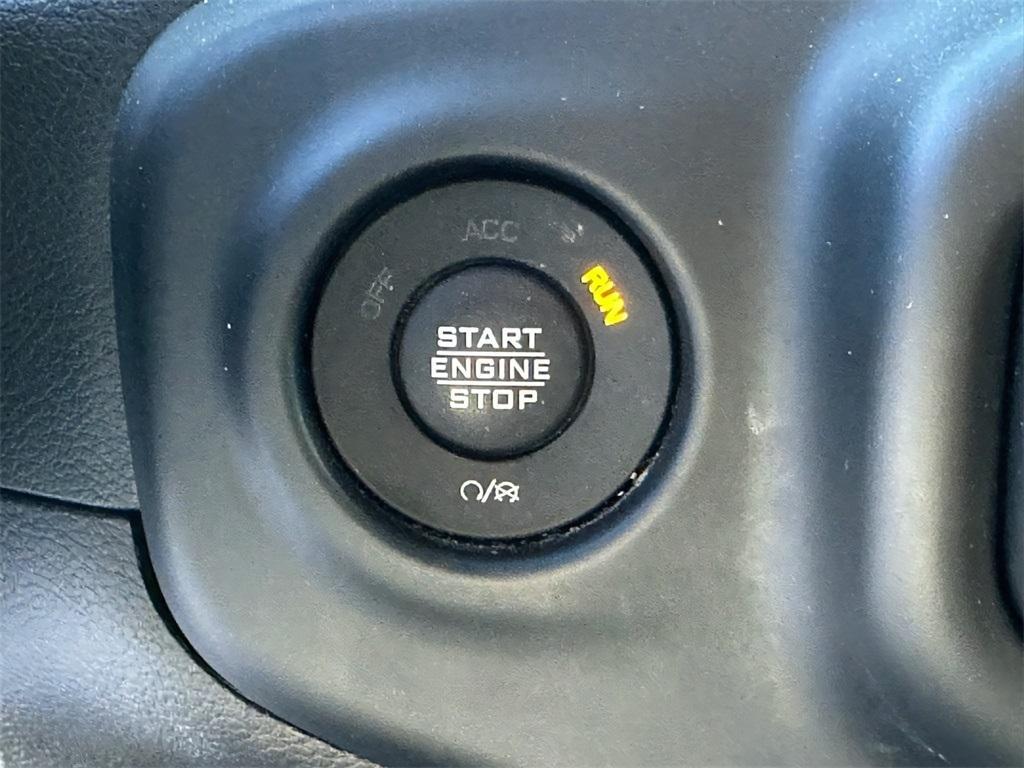 ACC
OFF
RUN
START
ENGINE
STOP